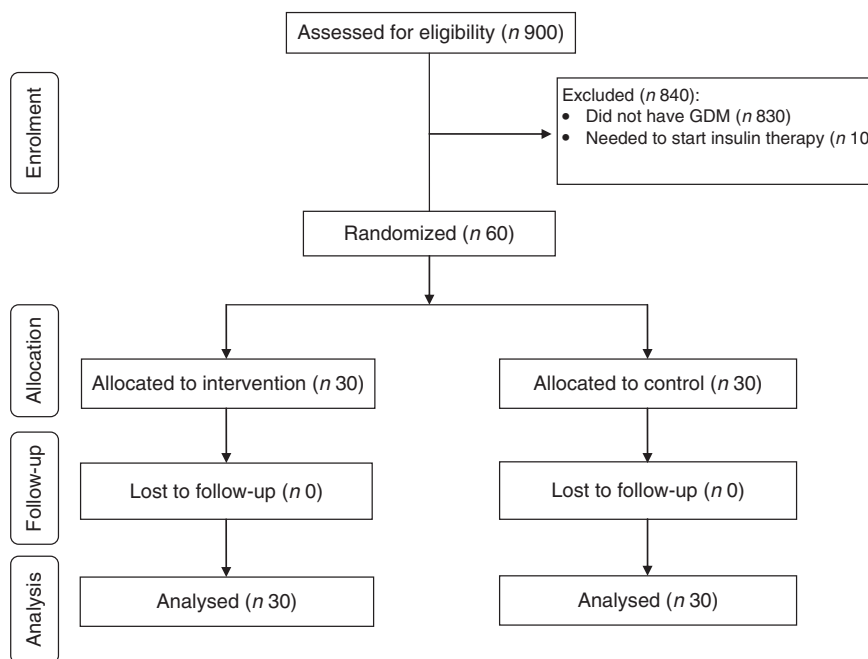 Assessed for eligibility (n 900)
Enrolment
Excluded (n 840):
• Did not have GDM (n 830)
• Needed to start insulin therapy (n 10
Randomized (n 60)
Allocation
Allocated to intervention (n 30)
Allocated to control (n 30)
Follow-up
Lost to follow-up (n 0)
Lost to follow-up (n 0)
Analysis
Analysed (n 30)
Analysed (n 30)